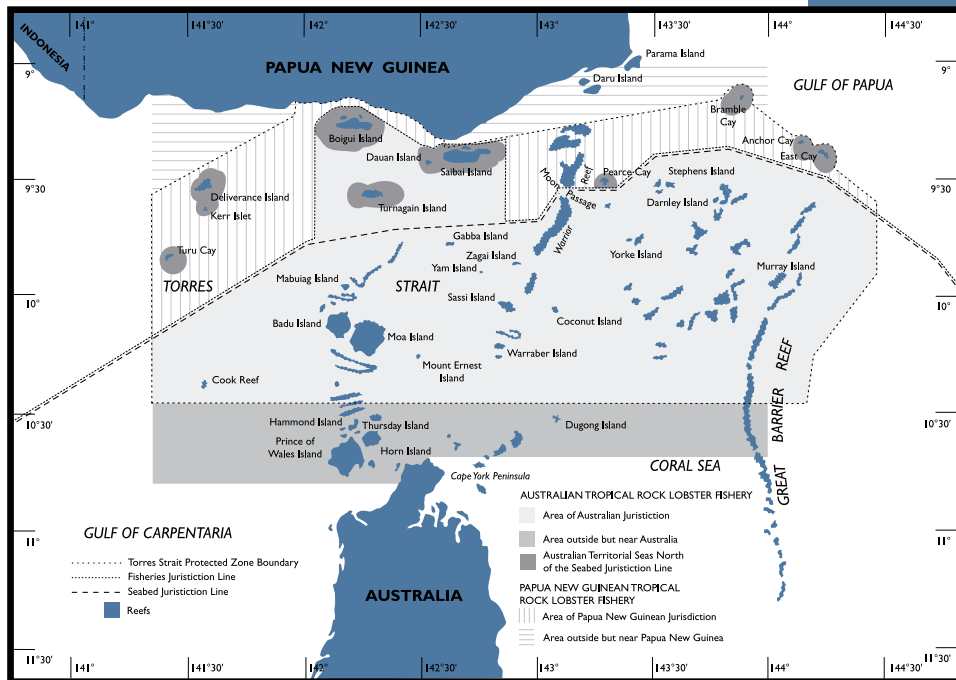 141°
141°30'
142°
142°30'
143°
143°30'
144°
144°30'
INDONESIA
PAPUA NEW GUINEA
Parama Island
Daru Island
9°
9°
GULF OF PAPUA
Bramble
Cay
Boigui Island
Anchor Cay
East Cay
Dauan Island
Saibai Island
Moon
Passage
Reef
Warrior
Pearce Cay
Stephens Island
9°30'
9°30'
Deliverance Island
Kerr Islet
Turnagain Island
Darnley Island
Turu Cay
Gabba Island
Zagai Island
Yam Island
Yorke Island
Murray Island
TORRES
STRAIT
Mabuiag Island
Sassi Island
10°
10°
Badu Island
Moa Island
Coconut Island
Warraber Island
Mount Ernest
Island
Cook Reef
GREAT
BARRIER
REEF
10°30'
10°30'
Hammond Island
Thursday Island
Dugong Island
Prince of
Wales Island
Horn Island
CORAL SEA
Cape York Peninsula
GULF OF CARPENTARIA
Torres Strait Protected Zone Boundary
Fisheries Juristiction Line
Seabed Juristiction Line
Reefs
AUSTRALIA
AUSTRALIAN TROPICAL ROCK LOBSTER FISHERY
Area of Australian Juristiction
Area outside but near Australia
Australian Territorial Seas North
of the Seabed Juristiction Line
PAPUA NEW GUINEAN TROPICAL
ROCK LOBSTER FISHERY
Area of Papua New Guinean Jurisdiction
Area outside but near Papua New Guinea
11°
11°
11°30'
11°30'
141°
141°30'
142°
142°30'
143°
143°30'
144°
144°30'